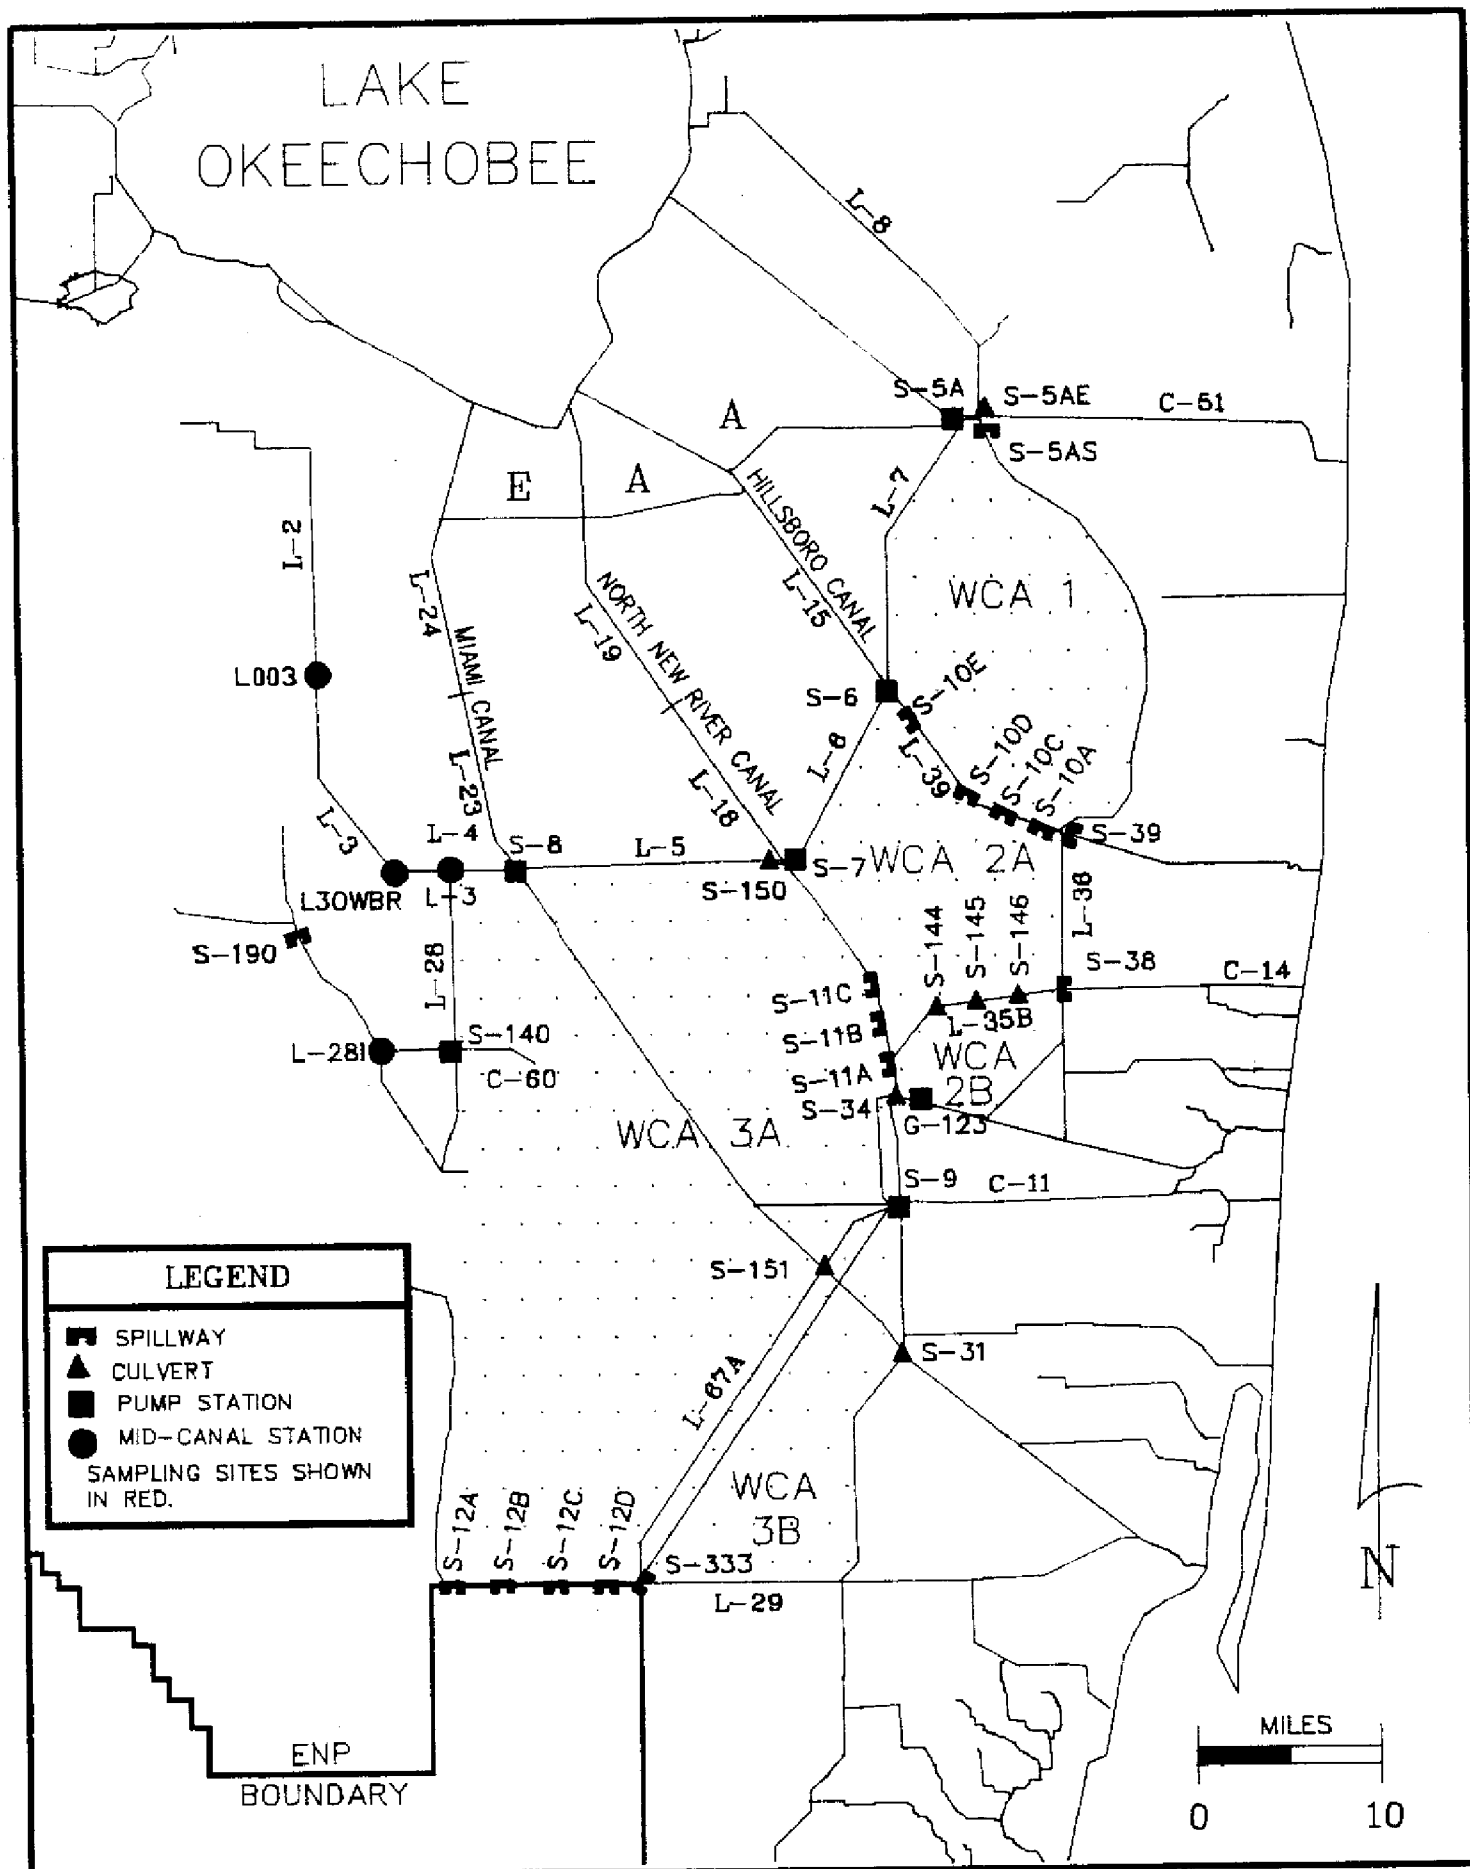 LAKE
OKEECHOBEE
L-8
S-5A
S-5AE
C-51
S-5AS
A
E
A
L-7
HILLSBORO CANAL
L-15
WCA 1
L-2
L-24
MIAMI CANAL
L-23
NORTH NEW RIVER CANAL
L-19
L-18
L003
S-6
S-10E
L-39
S-10D
S-10C
S-10A
S-39
L-6
L-3
L-4
S-8
L-5
S-7
WCA 2A
S-150
L30WBR
L-3
L-38
S-190
L-28
S-144
S-145
S-146
S-38
C-14
S-11C
S-11B
L-35B
S-140
L-28I
C-60
WCA
2B
S-11A
S-34
G-123
WCA 3A
S-9
C-11
S-151
S-31
L-67A
LEGEND
SPILLWAY
CULVERT
PUMP STATION
MID-CANAL STATION
SAMPLING SITES SHOWN
IN RED.
WCA
3B
S-12A
S-12B
S-12C
S-12D
S-333
L-29
N
ENP
BOUNDARY
MILES
0 10